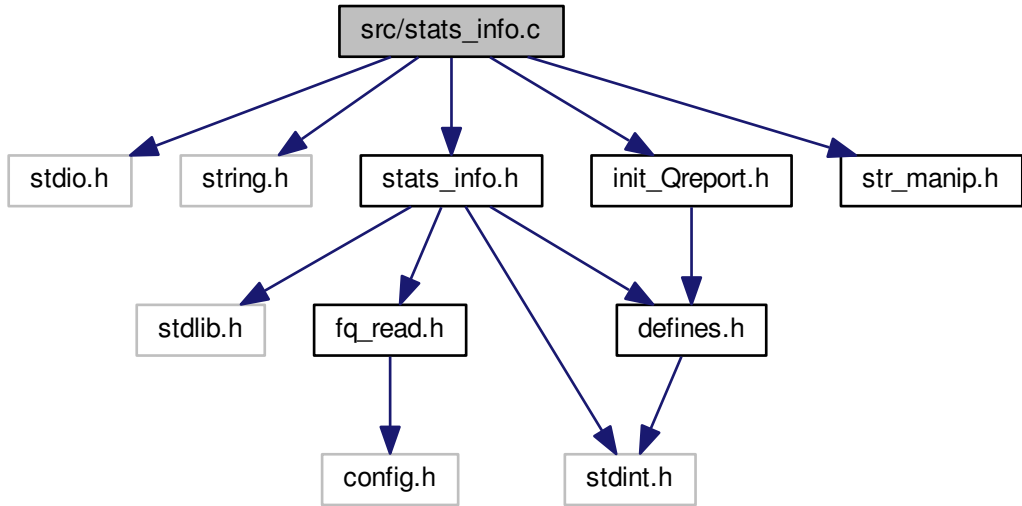 src/stats_info.c
stdio.h
string.h
stats_info.h
init_Qreport.h
str_manip.h
stdlib.h
fq_read.h
defines.h
config.h
stdint.h